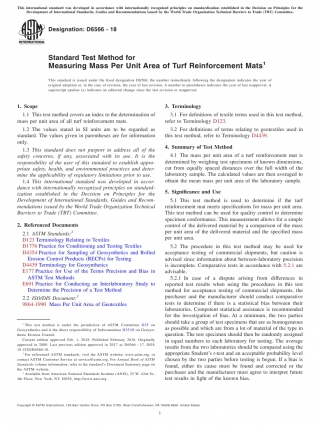 This international standard was developed in accordance with internationally recognized principles on standardization established in the Decision on Principles for the
Development of International Standards, Guides and Recommendations issued by the World Trade Organization Technical Barriers to Trade (TBT) Committee.
Designation: D6566 − 18
INTERNATIONAL
Standard Test Method for
Measuring Mass Per Unit Area of Turf Reinforcement Mats1
This standard is issued under the fixed designation D6566; the number immediately following the designation indicates the year of
original adoption or, in the case of revision, the year of last revision. A number in parentheses indicates the year of last reapproval. A
superscript epsilon (ε) indicates an editorial change since the last revision or reapproval.
1. Scope
1.1 This test method covers an index to the determination of
mass per unit area of all turf reinforcement mats.
1.2 The values stated in SI units are to be regarded as
standard. The values given in parentheses are for information
only.
1.3 This standard does not purport to address all of the
safety concerns, if any, associated with its use. It is the
responsibility of the user of this standard to establish appro-
priate safety, health, and environmental practices and deter-
mine the applicability of regulatory limitations prior to use.
1.4 This international standard was developed in accor-
dance with internationally recognized principles on standard-
ization established in the Decision on Principles for the
Development of International Standards, Guides and Recom-
mendations issued by the World Trade Organization Technical
Barriers to Trade (TBT) Committee.
2. Referenced Documents
2.1 ASTM Standards:2
D123 Terminology Relating to Textiles
D1776 Practice for Conditioning and Testing Textiles
D4354 Practice for Sampling of Geosynthetics and Rolled
Erosion Control Products (RECPs) for Testing
D4439 Terminology for Geosynthetics
E177 Practice for Use of the Terms Precision and Bias in
ASTM Test Methods
E691 Practice for Conducting an Interlaboratory Study to
Determine the Precision of a Test Method
2.2 ISO/DIS Document:3
9864-1990 Mass Per Unit Area of Geotextiles
1 This test method is under the jurisdiction of ASTM Committee D35 on
Geosynthetics and is the direct responsibility of Subcommittee D35.05 on Geosyn-
thetic Erosion Control.
Current edition approved Feb. 1, 2018. Published February 2018. Originally
2 For referenced ASTM standards, visit the ASTM website, www.astm.org, or
contact ASTM Customer Service at service@astm.org. For Annual Book of ASTM
Standards volume information, refer to the standard's Document Summary page on
the ASTM website.
3 Available from American National Standards Institute (ANSI), 25 W. 43rd St.,
4th Floor, New York, NY 10036, http://www.ansi.org.
3. Terminology
3.1 For definitions of textile terms used in this test method,
refer to Terminology D123.
3.2 For definitions of terms relating to geotextiles used in
this test method, refer to Terminology D4439.
4. Summary of Test Method
4.1 The mass per unit area of a turf reinforcement mat is
determined by weighing test specimens of known dimensions,
cut from equally spaced distances over the full width of the
laboratory sample. The calculated values are then averaged to
obtain the mean mass per unit area of the laboratory sample.
5. Significance and Use
5.1 This test method is used to determine if the turf
reinforcement mat meets specifications for mass per unit area.
This test method can be used for quality control to determine
specimen conformance. This measurement allows for a simple
control of the delivered material by a comparison of the mass
per unit area of the delivered material and the specified mass
per unit area.
5.2 The procedure in this test method may be used for
acceptance testing of commercial shipments, but caution is
advised since information about between-laboratory precision
is incomplete. Comparative tests in accordance with 5.2.1 are
advisable.
5.2.1 In case of a dispute arising from differences in
reported test results when using the procedures in this test
method for acceptance testing of commercial shipments, the
purchaser and the manufacturer should conduct comparative
tests to determine if there is a statistical bias between their
laboratories. Competent statistical assistance is recommended
for the investigation of bias. At a minimum, the two parties
should take a group of test specimens that are as homogeneous
as possible and which are from a lot of material of the type in
question. The test specimens should then be randomly assigned
in equal numbers to each laboratory for testing. The average
results from the two laboratories should be compared using the
appropriate Student's t-test and an acceptable probability level
chosen by the two parties before testing is begun. If a bias is
found, either its cause must be found and corrected or the
purchaser and the manufacturer must agree to interpret future
test results in light of the known bias.
Copyright © ASTM International, 100 Barr Harbor Drive, PO Box C700, West Conshohocken, PA 19428-2959. United States
1